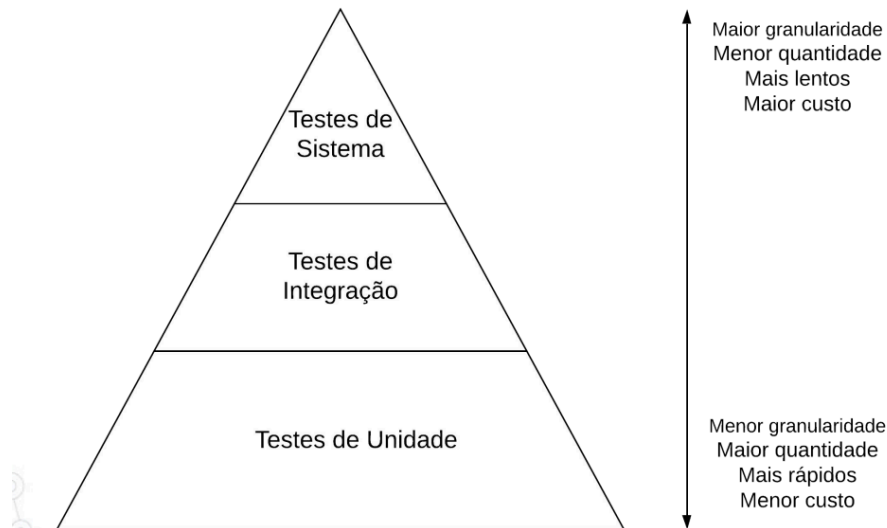 Testes de
Sistema
Testes de
Integração
Testes de Unidade
Maior granularidade
Menor quantidade
Mais lentos
Maior custo
Menor granularidade
Maior quantidade
Mais rápidos
Menor custo